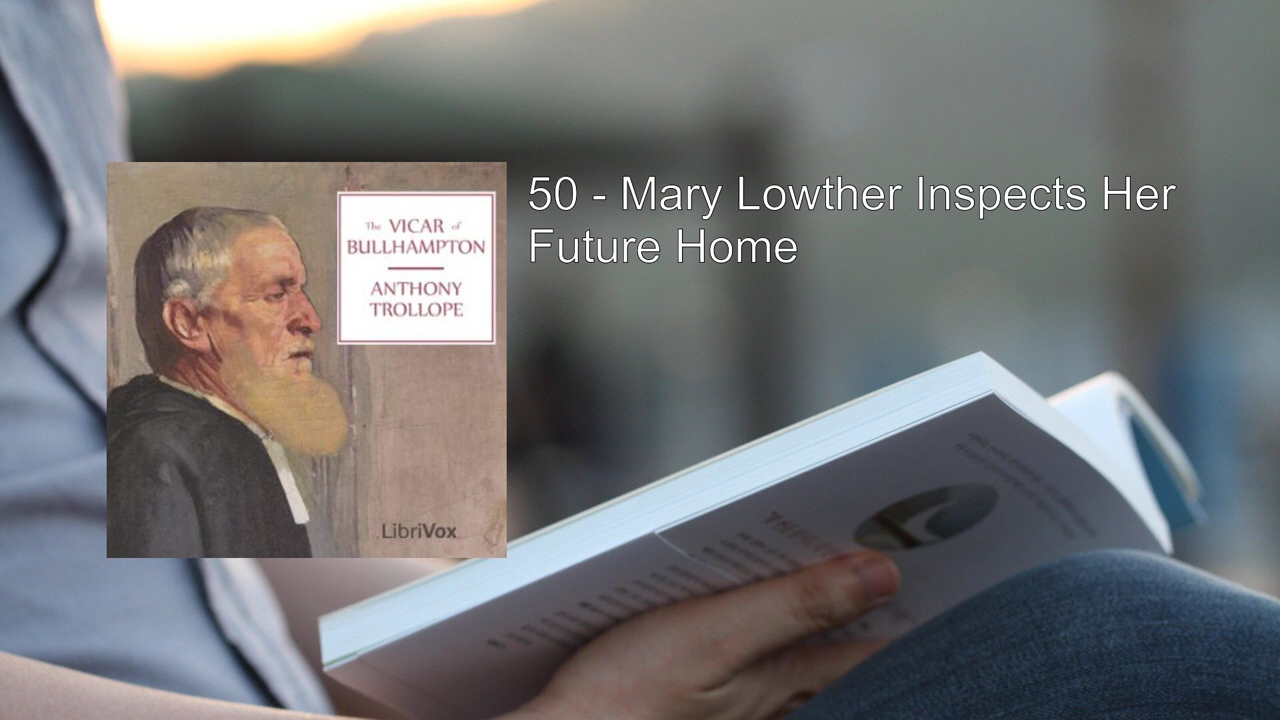 50 - Mary Lowther Inspects Her
Future Home
The VICAR of
BULLHAMPTON
ANTHONY
TROLLOPE
LibriVox